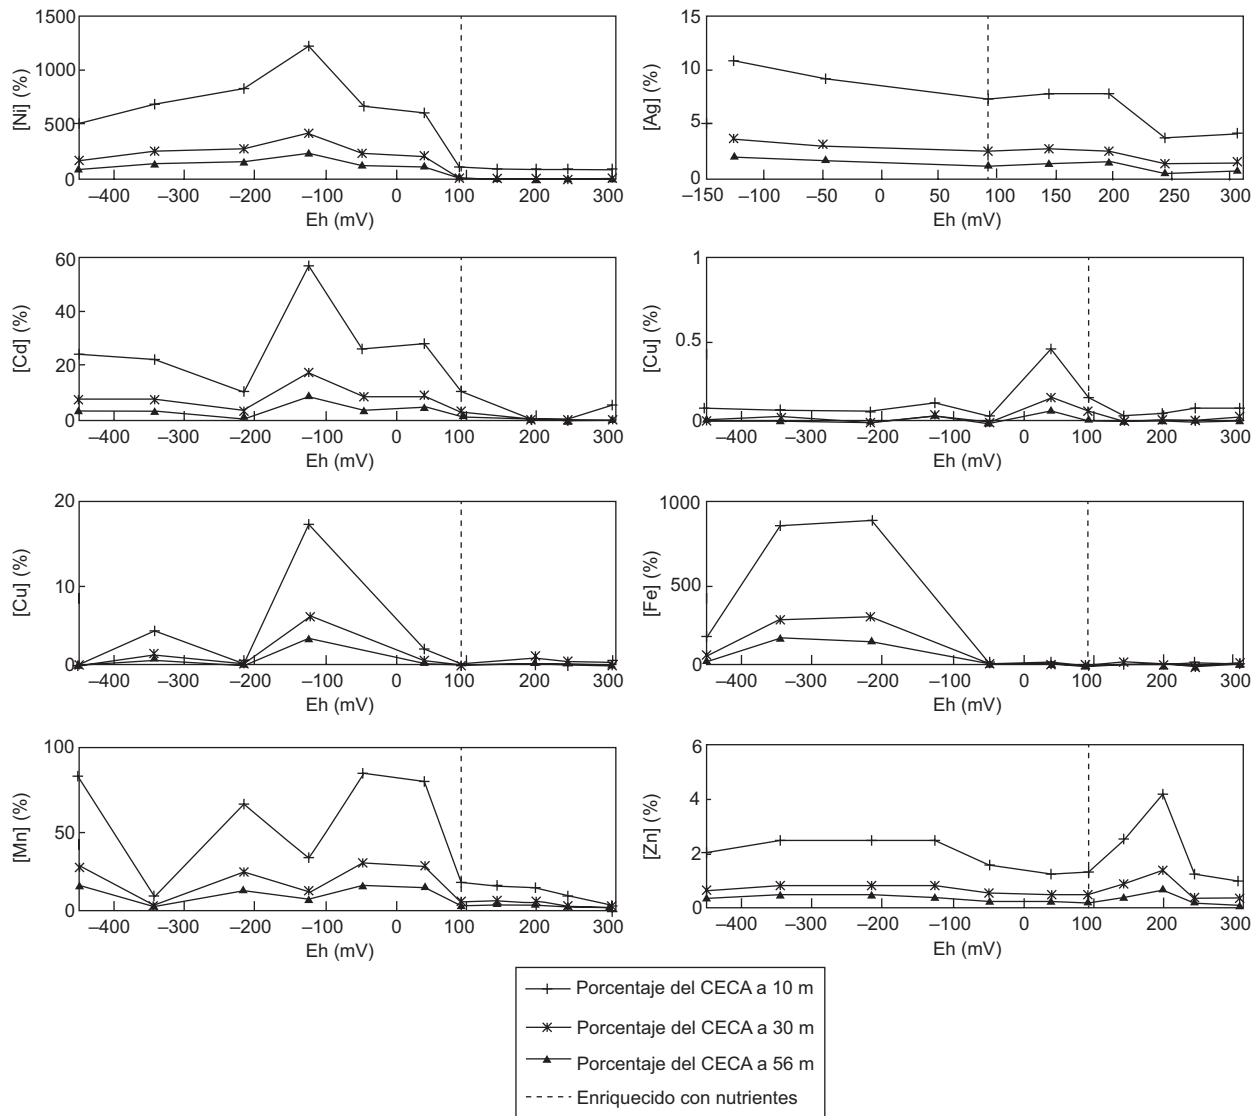 [Ni] (%)
1500
1000
500
0
–400 –300 –200 –100 0 100 200 300
Eh (mV)
[Ag] (%)
15
10
5
0
–150 –100 –50 0 50 100 150 200 250 300
Eh (mV)
[Cd] (%)
60
40
20
0
–400 –300 –200 –100 0 100 200 300
Eh (mV)
[Cu] (%)
1
0.5
0
–400 –300 –200 –100 0 100 200 300
Eh (mV)
[Cu] (%)
20
10
0
–400 –300 –200 –100 0 100 200 300
Eh (mV)
[Fe] (%)
1000
500
0
–400 –300 –200 –100 0 100 200 300
Eh (mV)
[Mn] (%)
100
50
0
–400 –300 –200 –100 0 100 200 300
Eh (mV)
[Zn] (%)
6
4
2
0
–400 –300 –200 –100 0 100 200 300
Eh (mV)
Porcentaje del CECA a 10 m
Porcentaje del CECA a 30 m
Porcentaje del CECA a 56 m
Enriquecido con nutrientes